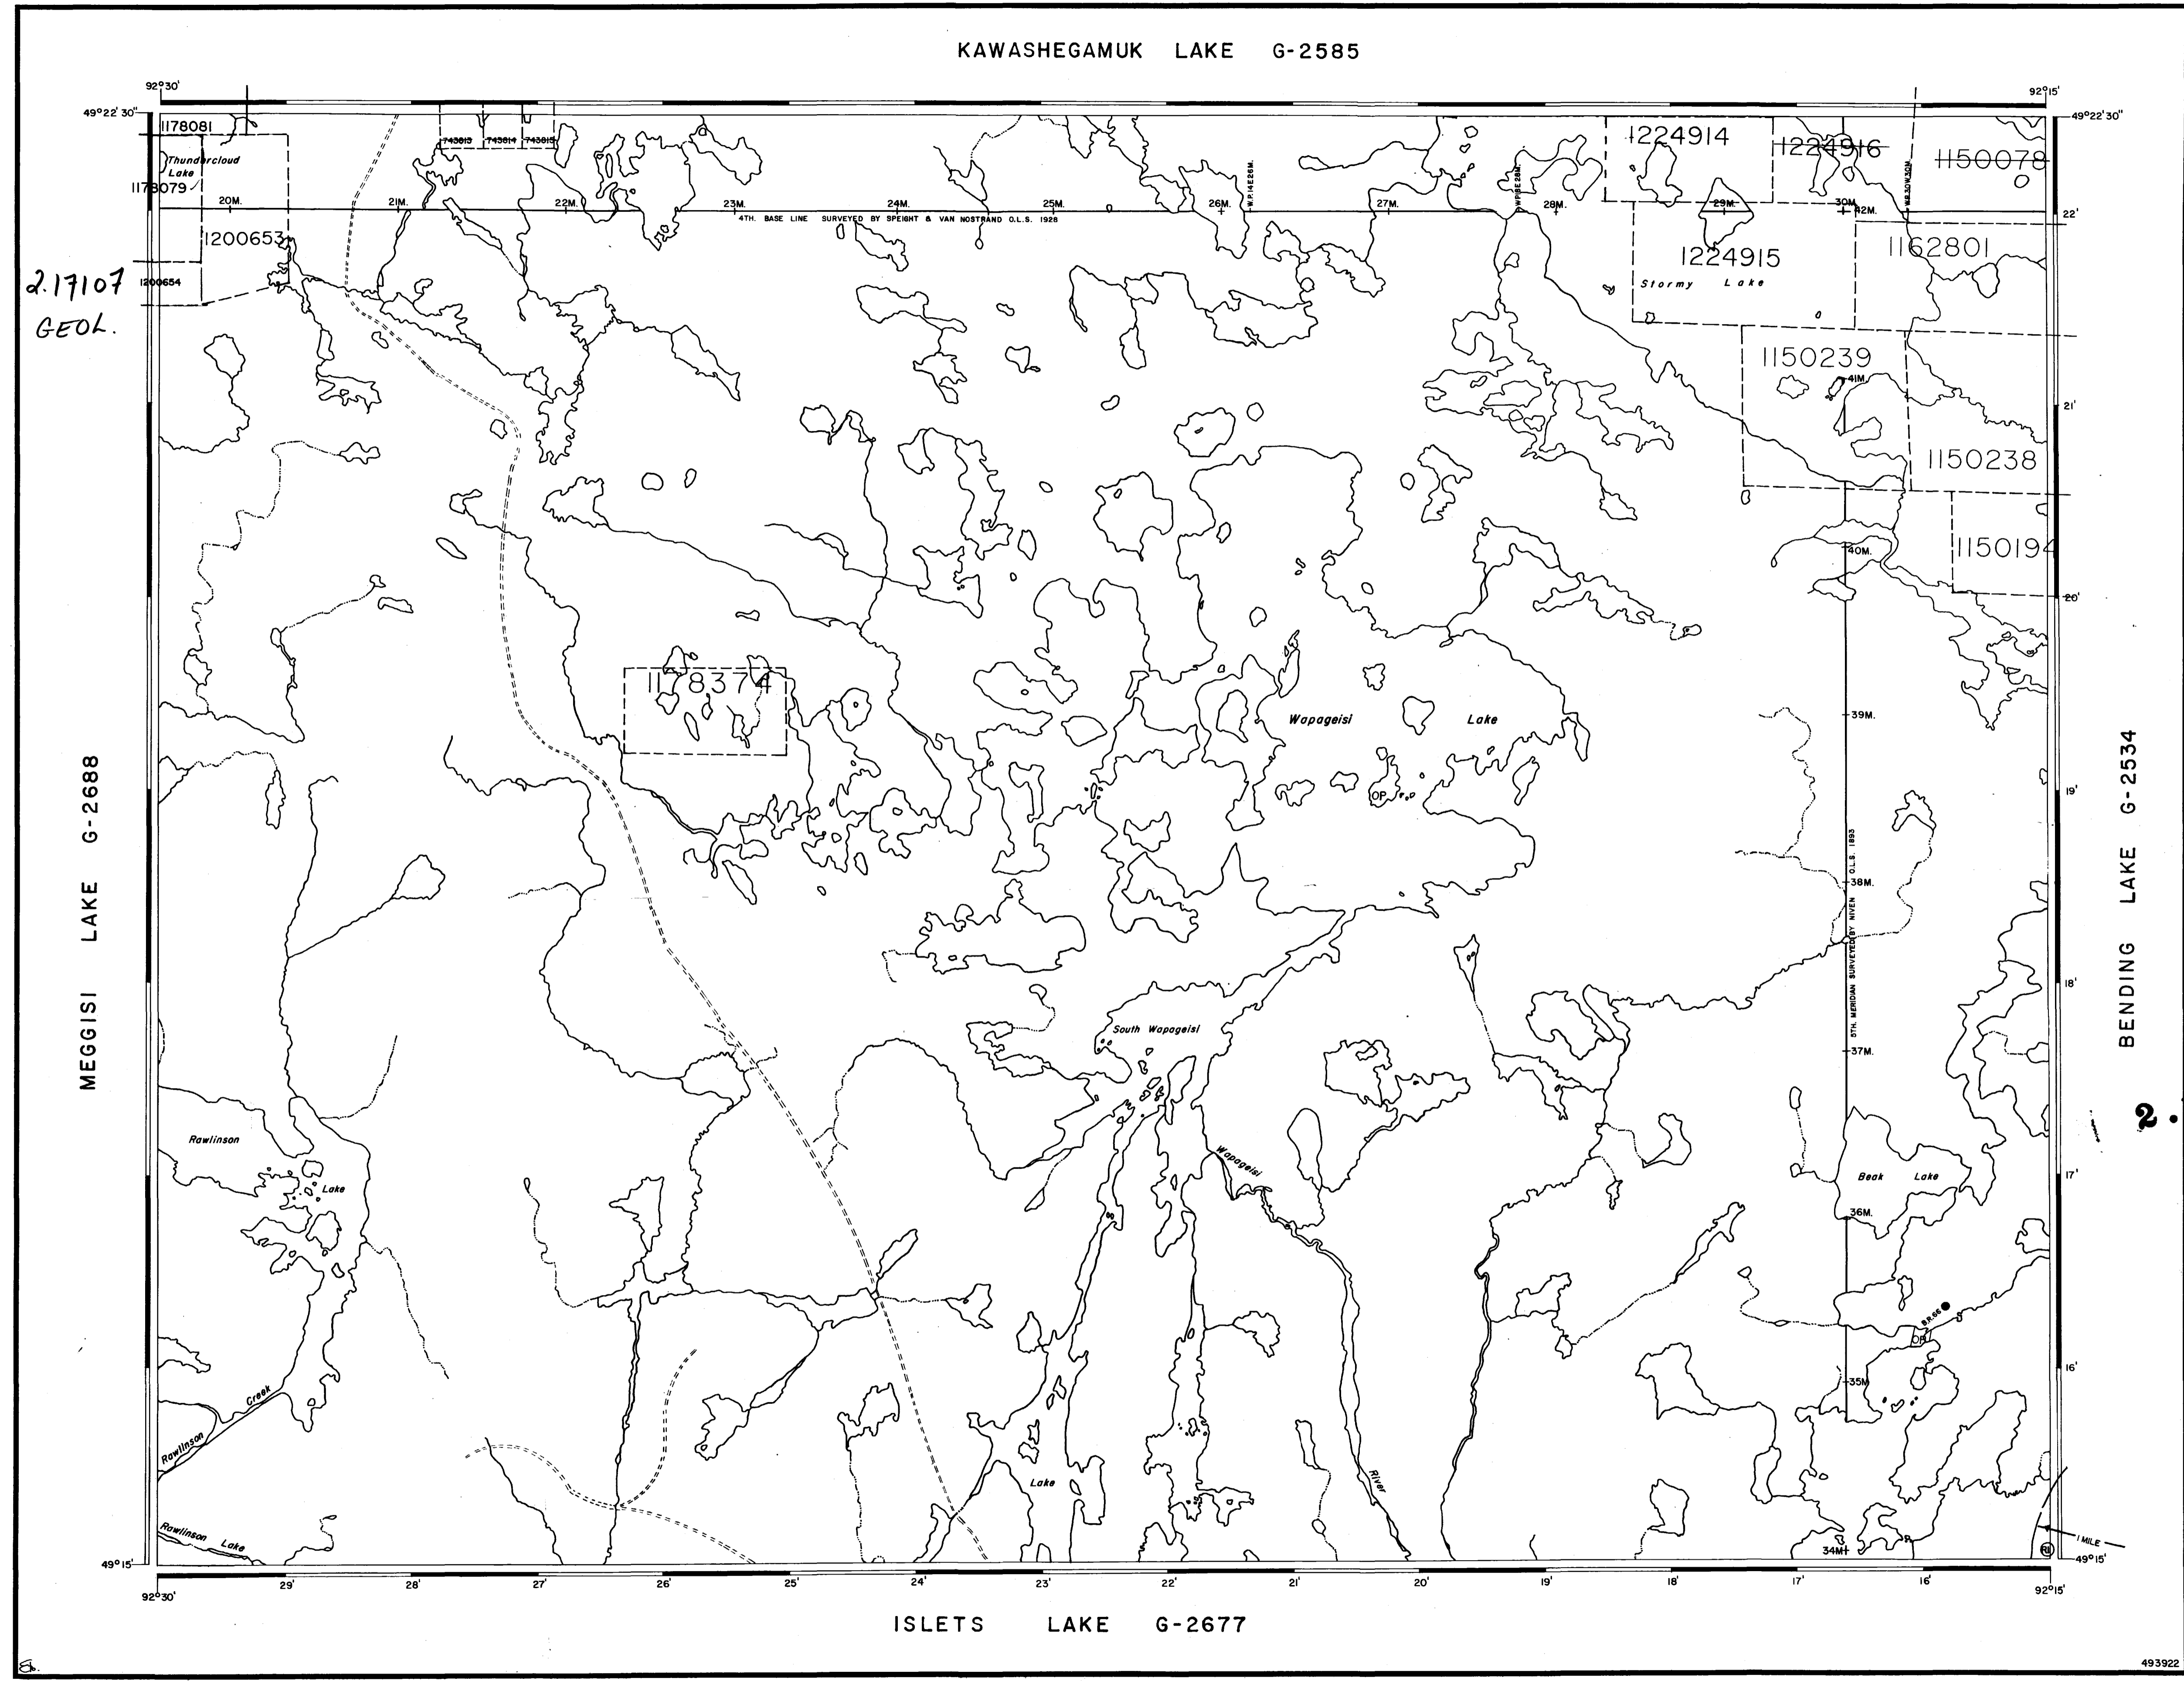 KAWASHEGAMUK LAKE G-2585
92°30'
92°15'
49°22'30"
49°22'30"
1178081
743813 743814 743815
1224914
1224916
1150078
Thundercloud
Lake
1178079
W.P. 14E 26M.
20M. 21M. 22M. 23M. 24M. 25M. 26M. 27M. 28M. 29M. 30M.
42M.
22'
4TH. BASE LINE SURVEYED BY SPEIGHT & VAN NOSTRAND O.L.S. 1928
1200653
1224915
1162801
2.17107
GEOL.
1200654
Stormy Lake
1150239
41M.
21'
1150238
40M.
1150194
20'
1178374
Wapageisi Lake
39M.
MEGGISI LAKE G-2688
BENDING LAKE G-2534
19'
OP
5TH. MERIDIAN SURVEYED BY NIVEN O.L.S. 1893
38M.
18'
South Wapageisi
37M.
2.
Rawlinson
Lake
Wapageisi
Beak Lake
17'
36M.
B.R.66
OP
16'
35M
Rawlinson Creek
Lake
River
Rawlinson Lake
1 MILE
34M
49°15'
49°15'
92°30'
29' 28' 27' 26' 25' 24' 23' 22' 21' 20' 19' 18' 17' 16'
92°15'
ISLETS LAKE G-2677
493922